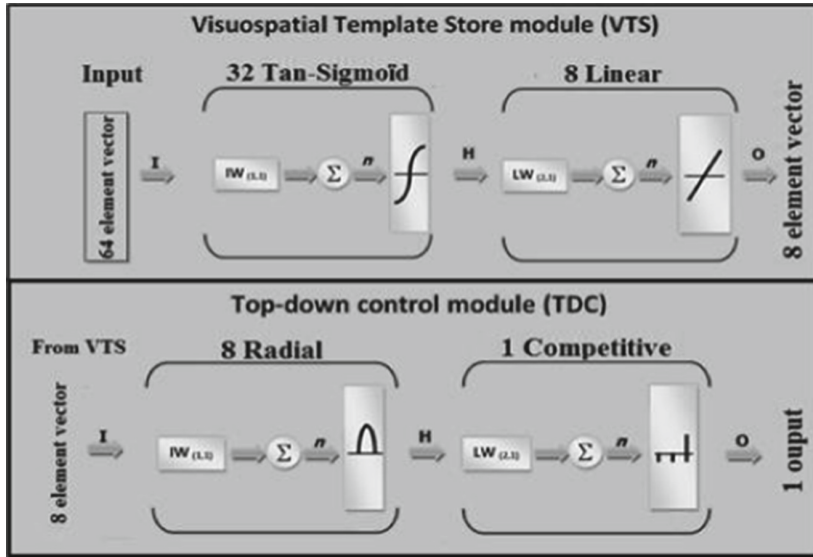 Visuospatial Template Store module (VTS)
Input
32 Tan-Sigmoïd
8 Linear
64 element vector
I
IW (1,1)
Σ
n
H
LW (2,1)
Σ
n
O
8 element vector
Top-down control module (TDC)
From VTS
8 Radial
1 Competitive
8 element vector
I
IW (1,1)
Σ
n
H
LW (2,1)
Σ
n
O
1 ouput